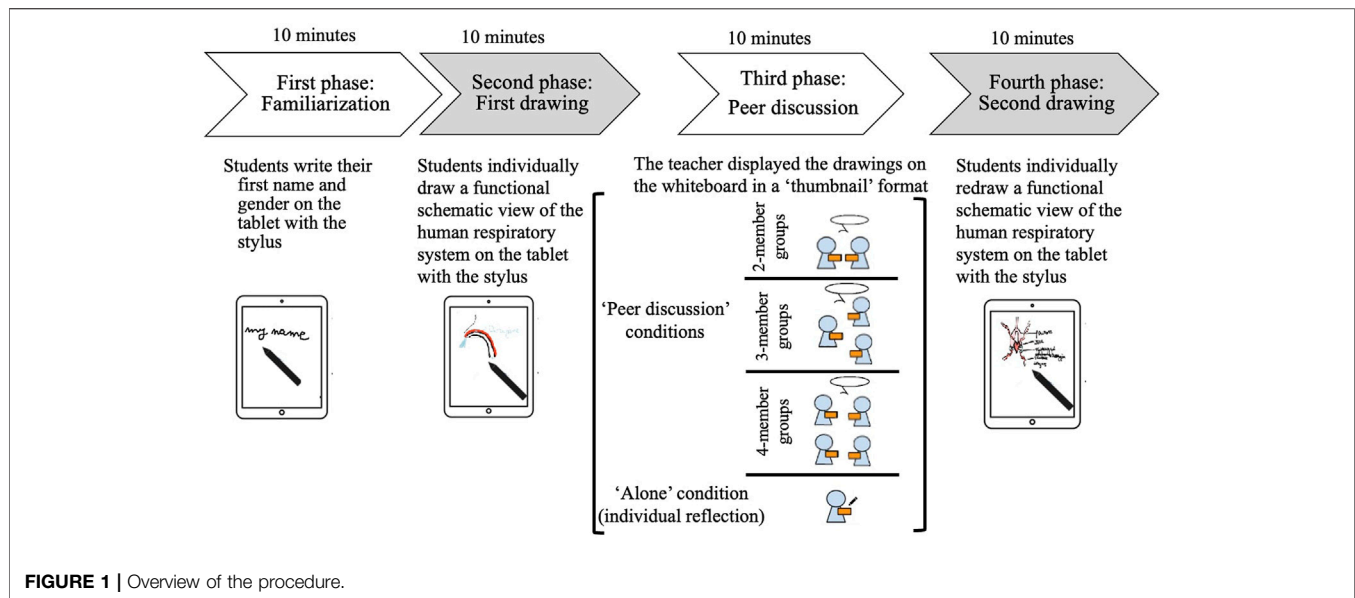 10 minutes
10 minutes
10 minutes
10 minutes
First phase:
Familiarization
Second phase:
First drawing
Third phase:
Peer discussion
Fourth phase:
Second drawing
Students write their
first name and
gender on the
tablet with the
stylus
my name
Students individually
draw a functional
schematic view of the
human respiratory
system on the tablet
with the stylus
The teacher displayed the drawings on
the whiteboard in a ‘thumbnail’ format
‘Peer discussion’
conditions
2-member
groups
3-member
groups
4-member
groups
‘Alone’ condition
(individual reflection)
Students individually
redraw a functional
schematic view of the
human respiratory
system on the tablet
with the stylus
FIGURE 1 | Overview of the procedure.